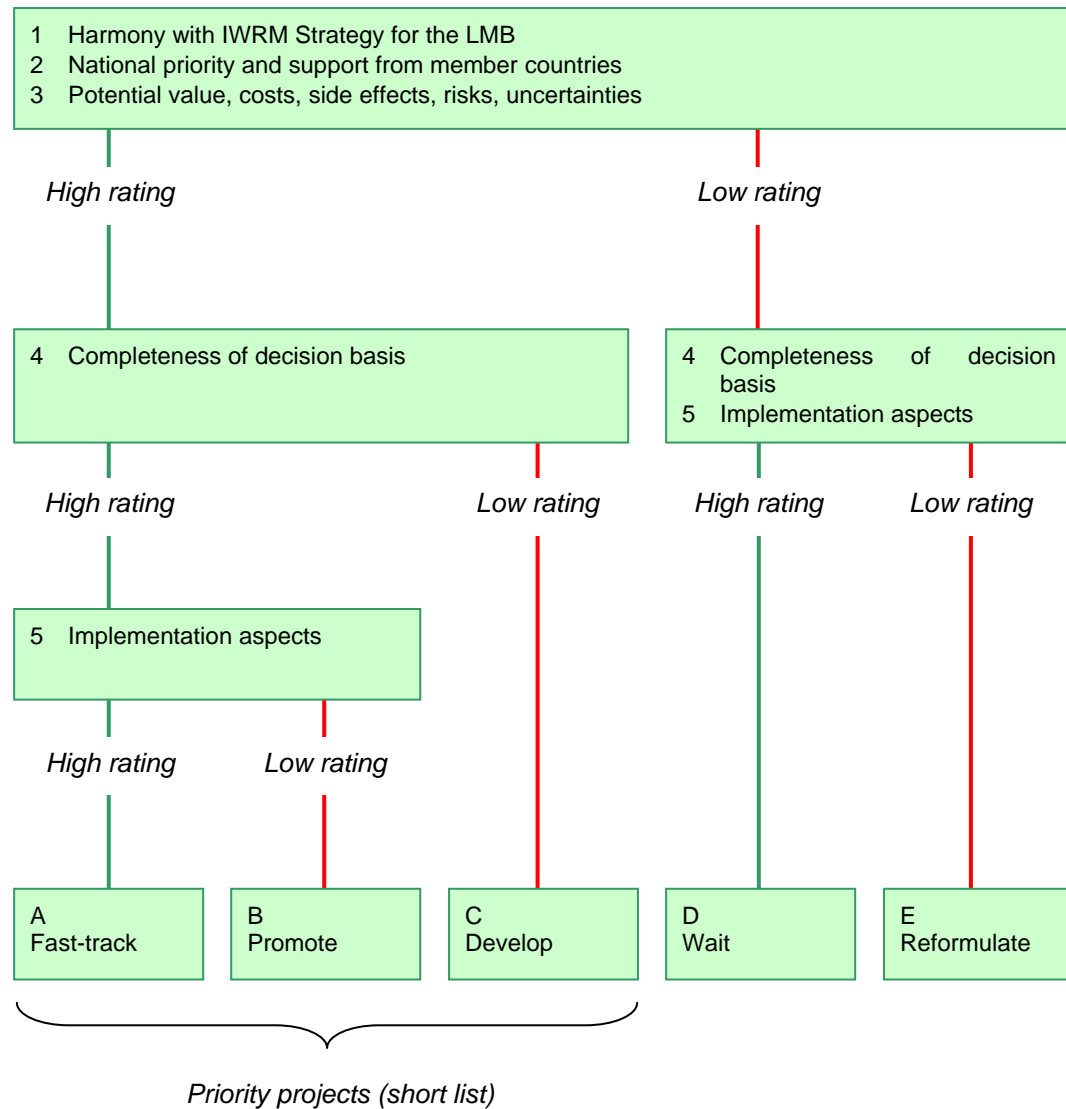 1 Harmony with IWRM Strategy for the LMB
2 National priority and support from member countries
3 Potential value, costs, side effects, risks, uncertainties
High rating
Low rating
4 Completeness of decision basis
4 Completeness of decision
basis
5 Implementation aspects
High rating
Low rating
High rating
Low rating
5 Implementation aspects
High rating
Low rating
A
Fast-track
B
Promote
C
Develop
D
Wait
E
Reformulate
Priority projects (short list)